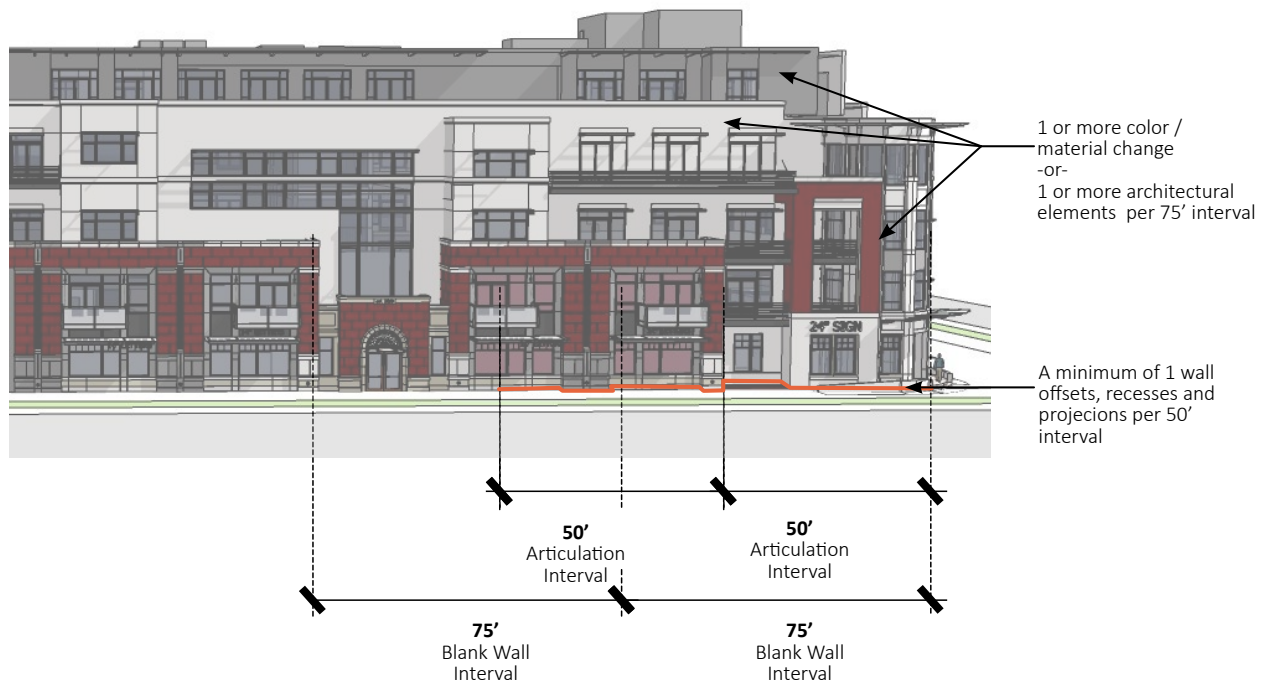 1 or more color /
material change
-or-
1 or more architectural
elements  per 75’ interval
24" SIGN
A minimum of 1 wall
offsets, recesses and
projecions per 50’
interval
50’
Articulation
Interval
50’
Articulation
Interval
75’
Blank Wall
Interval
75’
Blank Wall
Interval